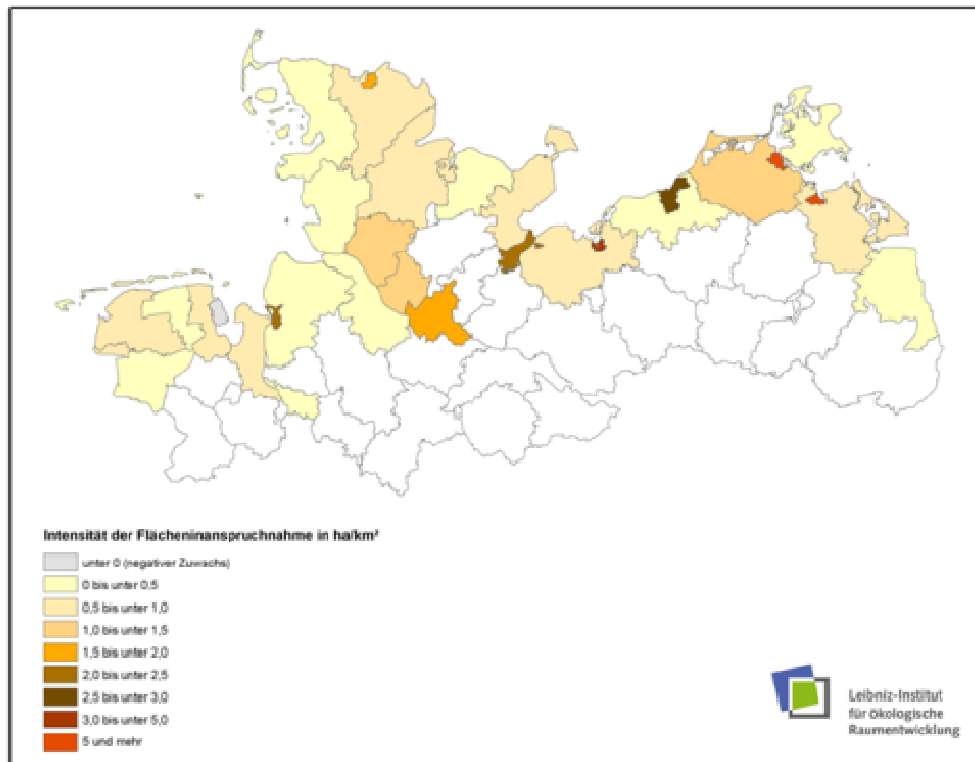 Intensität der Flächeninanspruchnahme in ha/km²
unter 0 (negativer Zuwachs)
0 bis unter 0,5
0,5 bis unter 1,0
1,0 bis unter 1,5
1,5 bis unter 2,0
2,0 bis unter 2,5
2,5 bis unter 3,0
3,0 bis unter 5,0
5 und mehr
Leibniz-Institut
für ökologische
Raumentwicklung